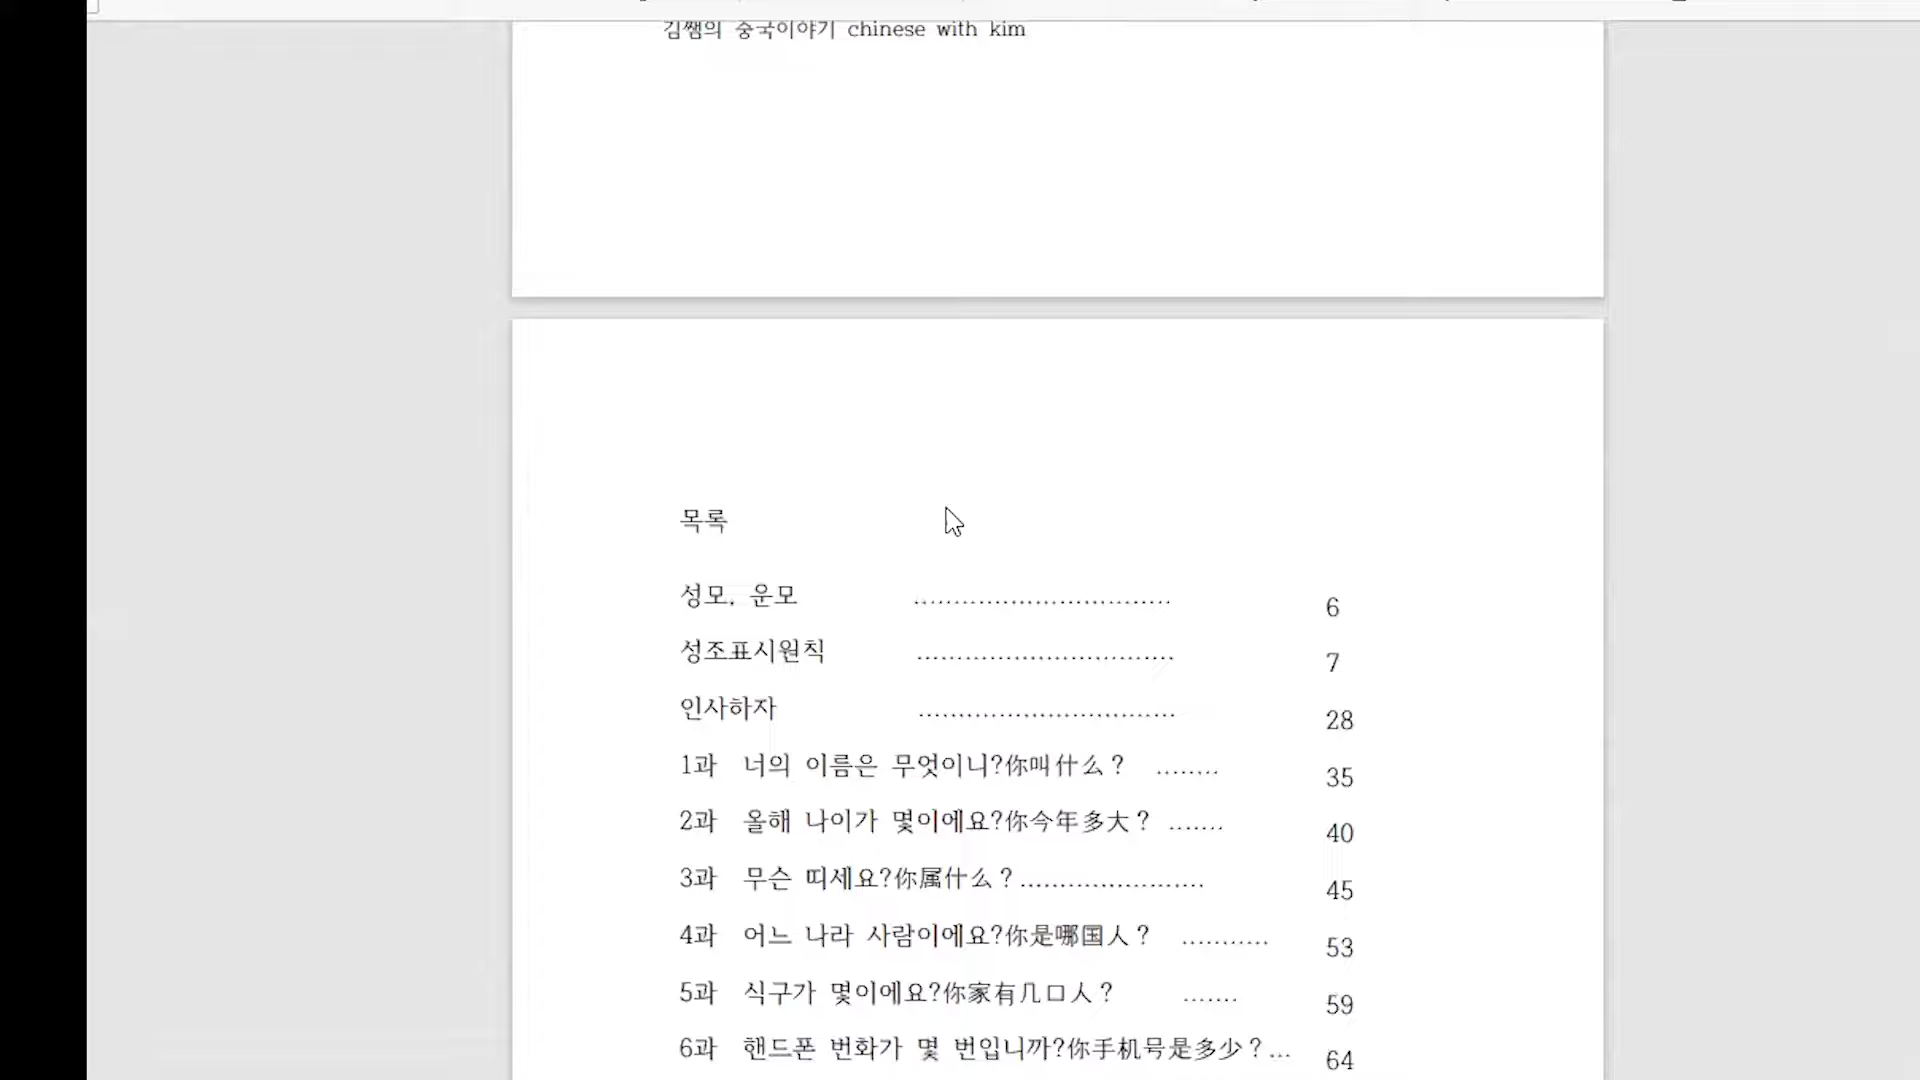 김쌤의 중국이야기 chinese with kim
목록
성모, 운모 ................................ 6
성조표시원칙 ................................ 7
인사하자 ................................ 28
1과 너의 이름은 무엇이니?你叫什么？ ........ 35
2과 올해 나이가 몇이에요?你今年多大？ ....... 40
3과 무슨 띠세요?你属什么？....................... 45
4과 어느 나라 사람이에요?你是哪国人？ ........... 53
5과 식구가 몇이에요?你家有几口人？ ....... 59
6과 핸드폰 번화가 몇 번입니까?你手机号是多少？... 64